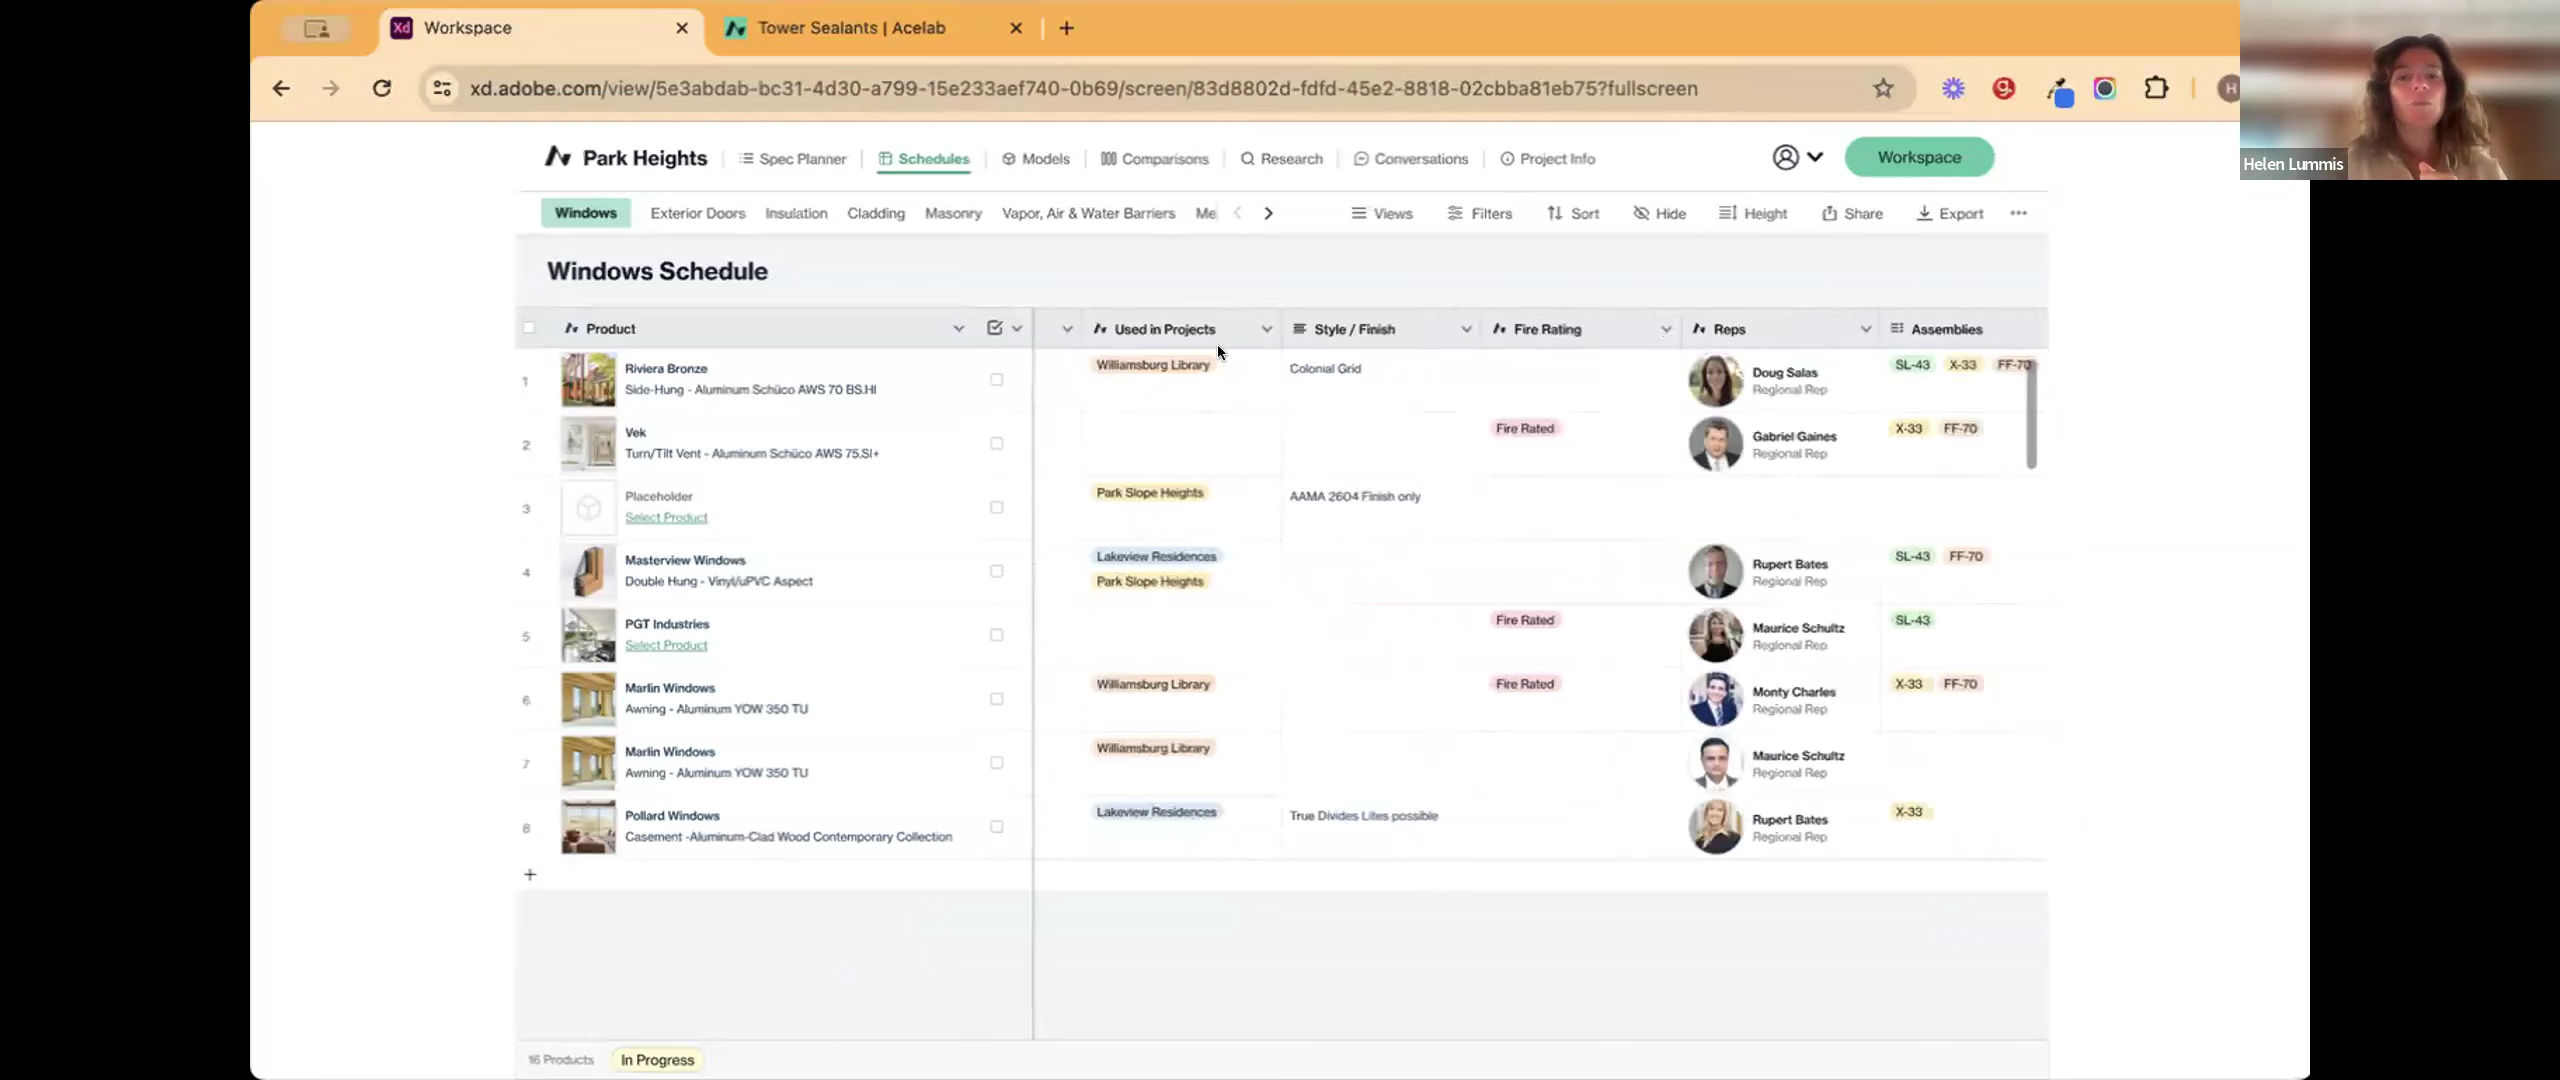 Workspace
Tower Sealants | Acelab
xd.adobe.com/view/5e3abdab-bc31-4d30-a799-15e233aef740-0b69/screen/83d8802d-fdfd-45e2-8818-02cbba81eb75?fullscreen
Helen Lummis
Park Heights Spec Planner Schedules Models Comparisons Research Conversations Project Info Workspace
Windows Exterior Doors Insulation Cladding Masonry Vapor, Air & Water Barriers Me Views Filters Sort Hide Height Share Export
Windows Schedule
Product Used in Projects Style / Finish Fire Rating Reps Assemblies
1 Riviera Bronze Williamsburg Library Colonial Grid Doug Salas SL-43 X-33 FF-70
Side-Hung - Aluminum Schüco AWS 70 BS.HI Regional Rep
2 Vek Fire Rated Gabriel Gaines X-33 FF-70
Turn/Tilt Vent - Aluminum Schüco AWS 75.SI+ Regional Rep
3 Placeholder Park Slope Heights AAMA 2604 Finish only
Select Product
4 Masterview Windows Lakeview Residences Rupert Bates SL-43 FF-70
Double Hung - Vinyl/uPVC Aspect Park Slope Heights Regional Rep
5 PGT Industries Fire Rated Maurice Schultz SL-43
Select Product Regional Rep
6 Marlin Windows Williamsburg Library Fire Rated Monty Charles X-33 FF-70
Awning - Aluminum YOW 350 TU Regional Rep
7 Marlin Windows Williamsburg Library Maurice Schultz
Awning - Aluminum YOW 350 TU Regional Rep
8 Pollard Windows Lakeview Residences True Divides Lites possible Rupert Bates X-33
Casement -Aluminum-Clad Wood Contemporary Collection Regional Rep
16 Products In Progress